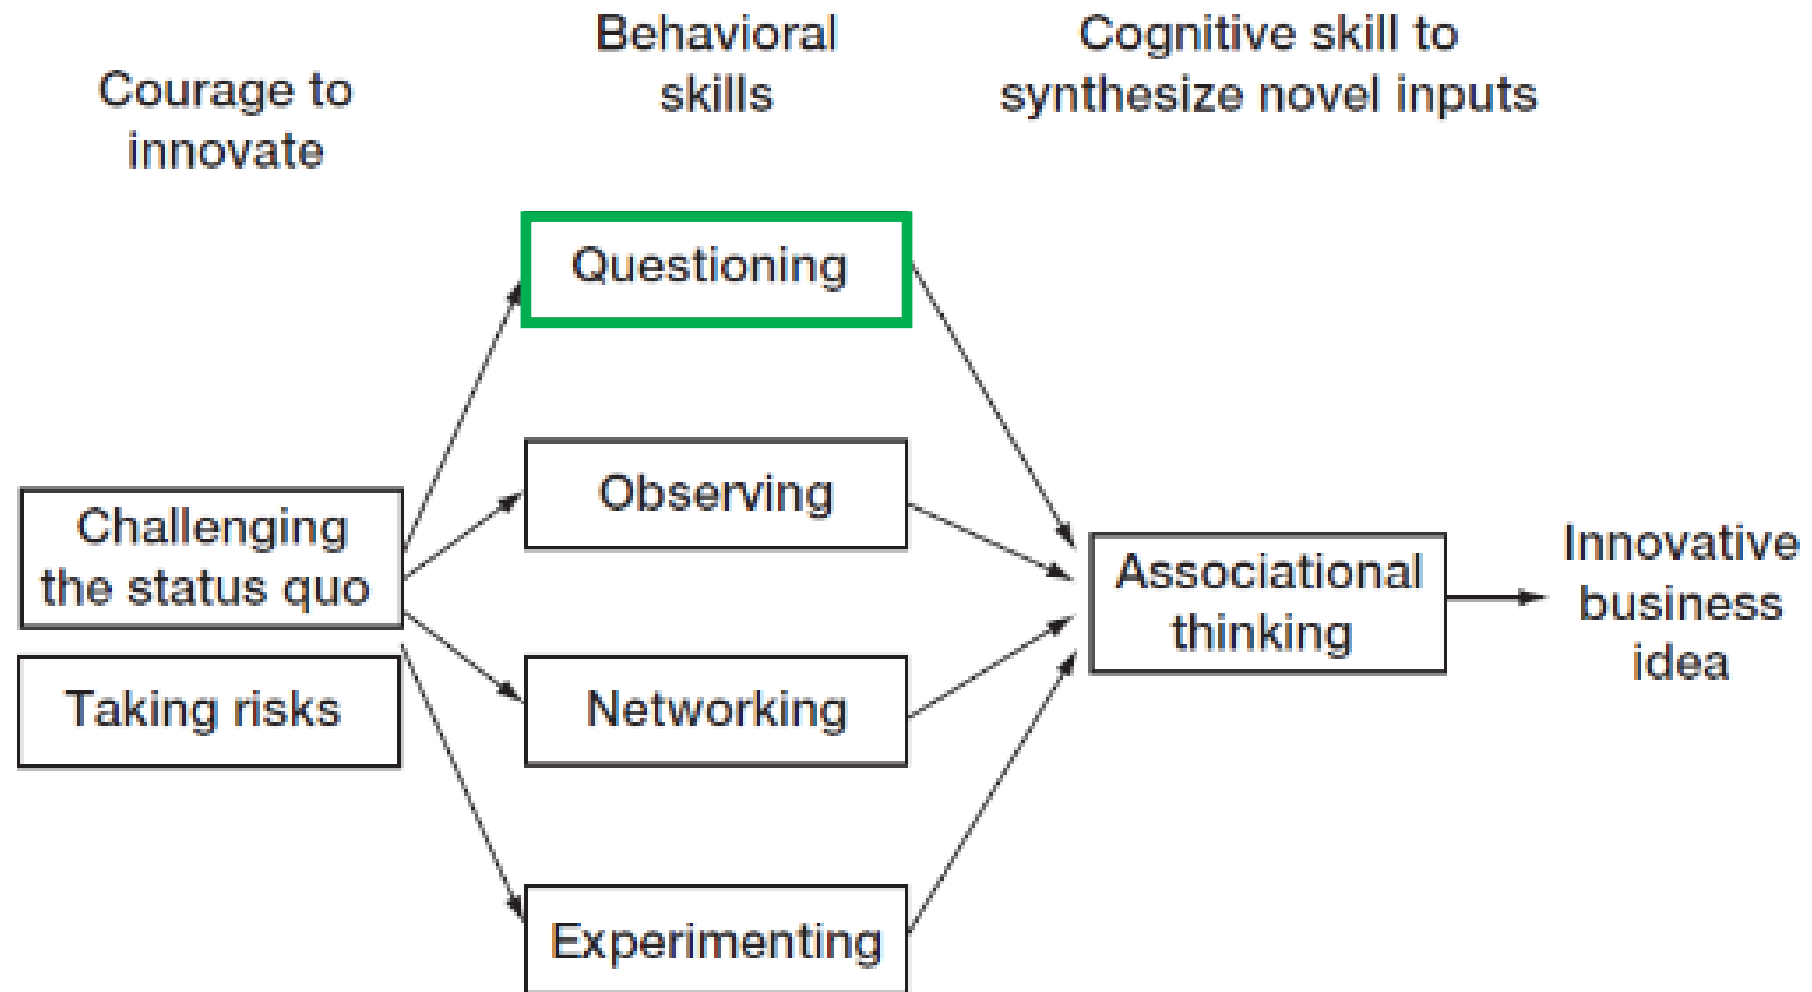 Courage to
innovate
Behavioral
skills
Cognitive skill to
synthesize novel inputs
Questioning
Observing
Challenging
the status quo
Taking risks
Networking
Experimenting
Associational
thinking
Innovative
business
idea